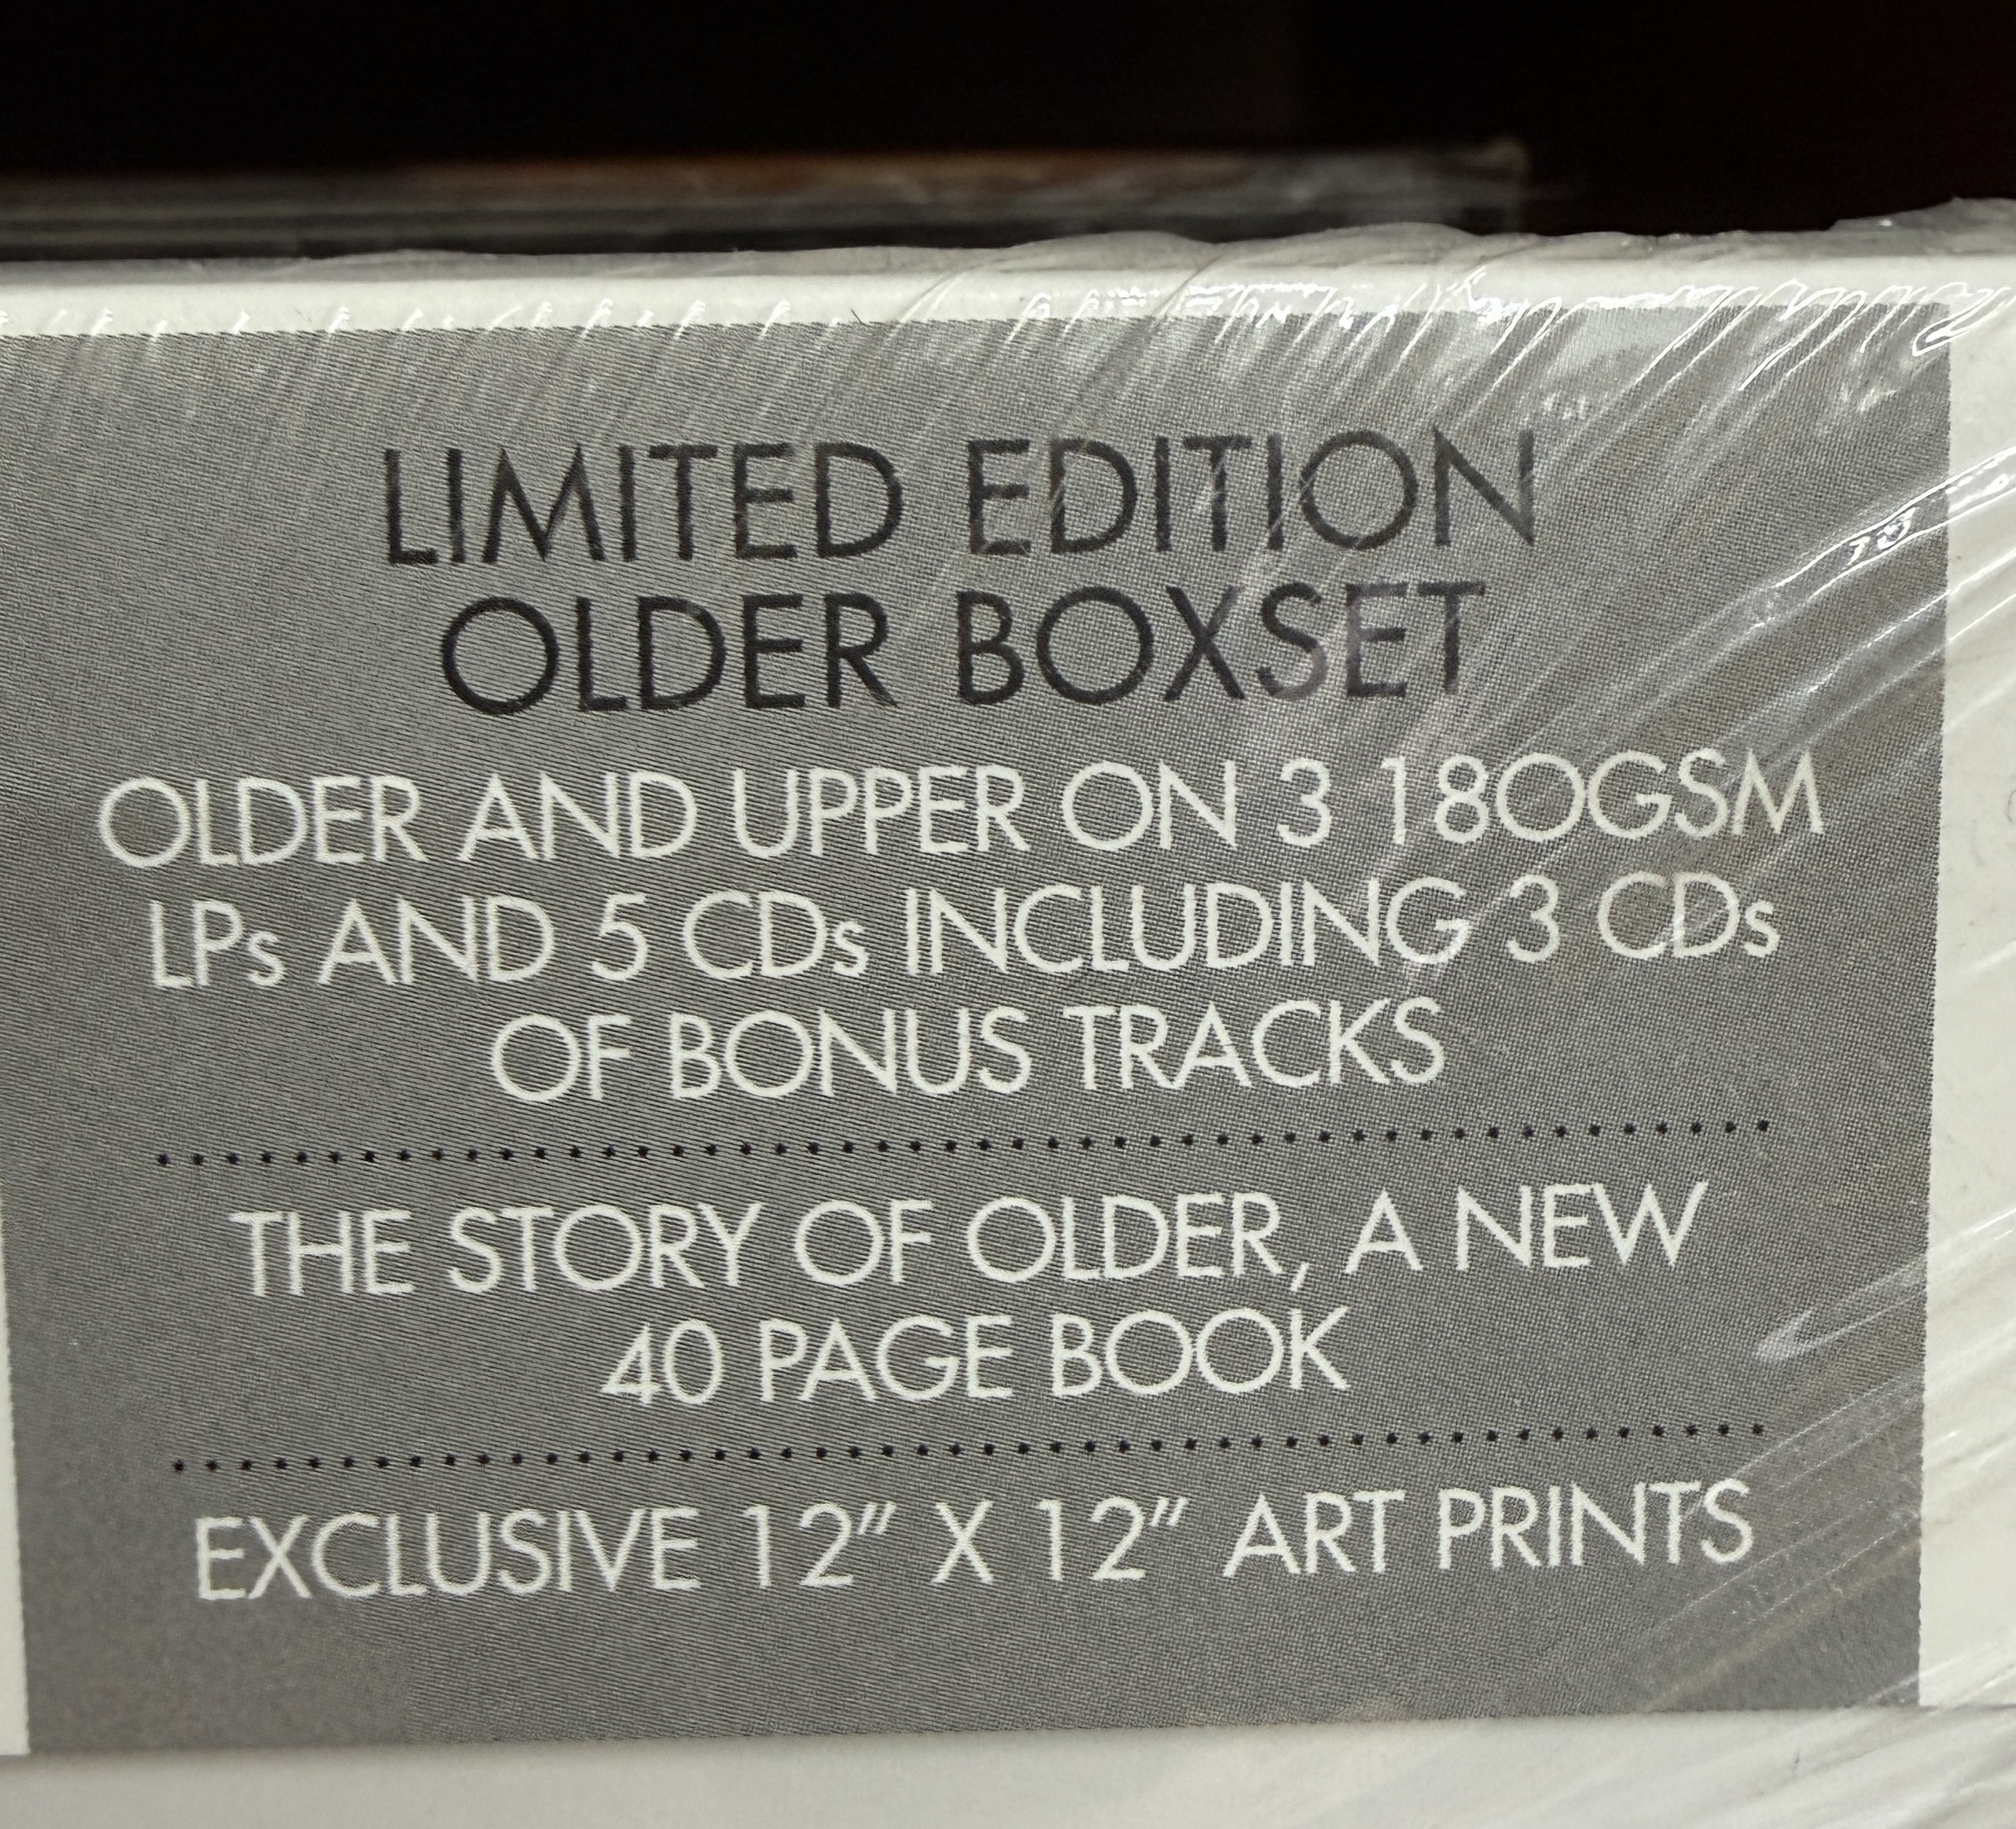 LIMITED EDITION
OLDER BOXSET
OLDER AND UPPER ON 3 180GSM
LPs AND 5 CDs INCLUDING 3 CDs
OF BONUS TRACKS
THE STORY OF OLDER, A NEW
40 PAGE BOOK
EXCLUSIVE 12" X 12" ART PRINTS